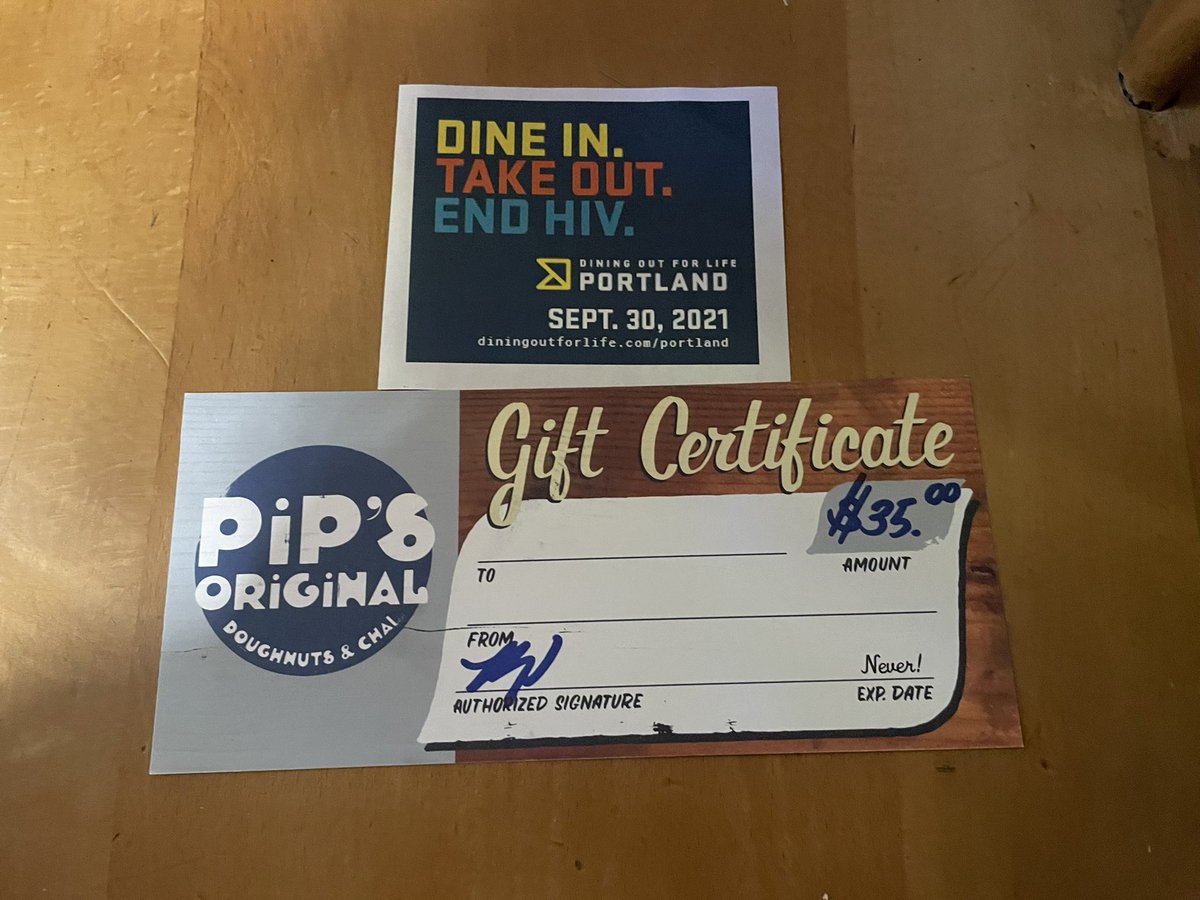 DINE IN.
TAKE OUT.
END HIV.
DINING OUT FOR LIFE
PORTLAND
SEPT. 30, 2021
diningoutforlife.com/portland
Gift Certificate
PiP'S
ORiGiNAL
DOUGHNUTS & CHAI
$35.00
TO
AMOUNT
FROM
Never!
AUTHORIZED SIGNATURE
EXP. DATE